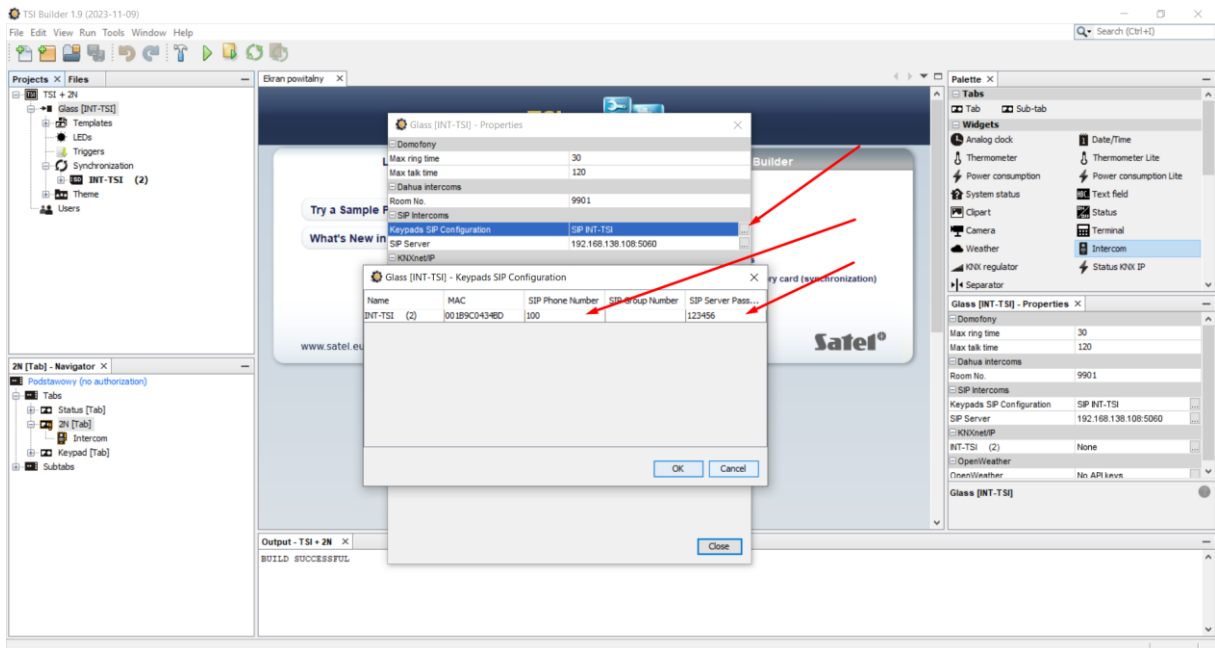 TSI Builder 1.9 (2023-11-09)
File Edit View Run Tools Window Help
Search (Ctrl+I)
Projects Files
TSI + 2N
Glass [INT-TSI]
Templates
LEDs
Triggers
Synchronization
INT-TSI (2)
Theme
Users
2N [Tab] - Navigator
Podstawowy (no authorization)
Tabs
Status [Tab]
2N [Tab]
Intercom
Keypad [Tab]
Subtabs
Ekran powitalny
Builder
Try a Sample P
What's New in
ry card (synchronization)
www.satel.eu
Satel®
Glass [INT-TSI] - Properties
Domofony
Max ring time 30
Max talk time 120
Dahua intercoms
Room No. 9901
SIP Intercoms
Keypads SIP Configuration SIP INT-TSI
SIP Server 192.168.138.108:5060
KNXnet/IP
Glass [INT-TSI] - Keypads SIP Configuration
Name MAC SIP Phone Number SIP Group Number SIP Server Pass...
INT-TSI (2) 001B9C0434BD 100 123456
OK Cancel
Close
Output - TSI + 2N
BUILD SUCCESSFUL
Palette
Tabs
Tab Sub-tab
Widgets
Analog clock Date/Time
Thermometer Thermometer Lite
Power consumption Power consumption Lite
System status Text field
Clipart Status
Camera Terminal
Weather Intercom
KNX regulator Status KNX IP
Separator
Glass [INT-TSI] - Properties
Domofony
Max ring time 30
Max talk time 120
Dahua intercoms
Room No. 9901
SIP Intercoms
Keypads SIP Configuration SIP INT-TSI
SIP Server 192.168.138.108:5060
KNXnet/IP
INT-TSI (2) None
OpenWeather
OpenWeather No API keys
Glass [INT-TSI]